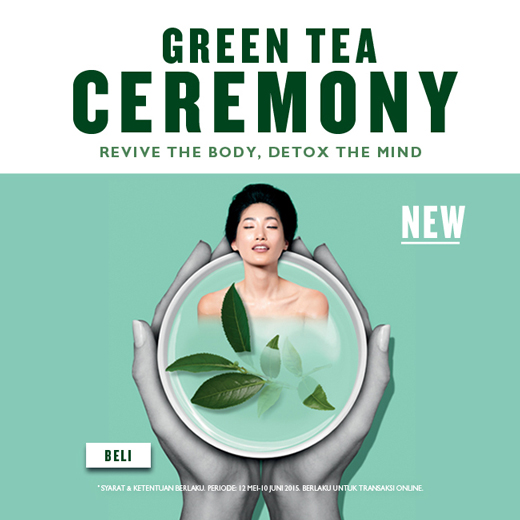 GREEN TEA
CEREMONY
REVIVE THE BODY, DETOX THE MIND
NEW
BELI
*SYARAT & KETENTUAN BERLAKU. PERIODE: 12 MEI-10 JUNI 2015. BERLAKU UNTUK TRANSAKSI ONLINE.